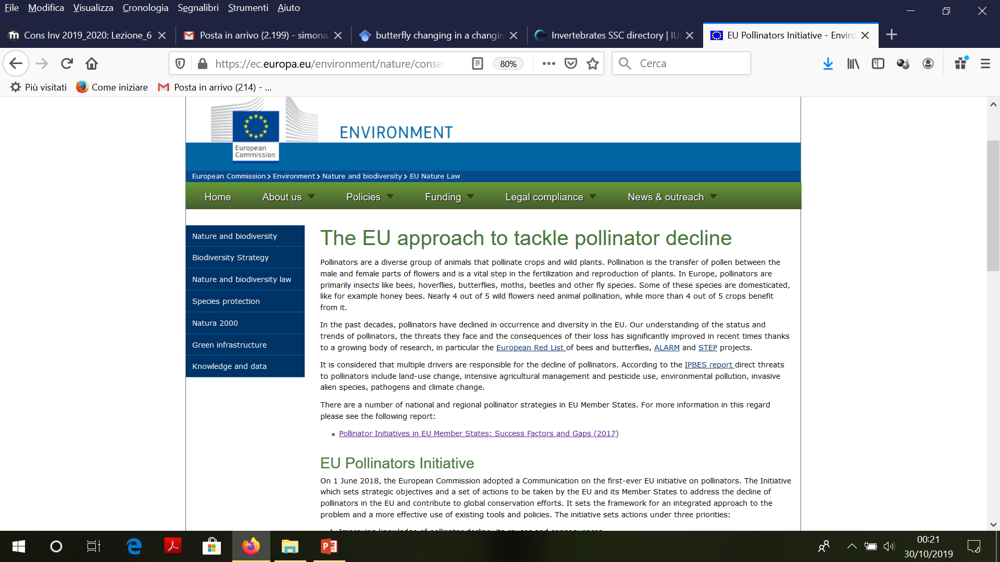 File Modifica Visualizza Cronologia Segnalibri Strumenti Aiuto
Cons Inv 2019_2020: Lezione_6
Posta in arrivo (2.199) - simona
butterfly changing in a changin
Invertebrates SSC directory | IU
EU Pollinators Initiative - Enviro
https://ec.europa.eu/environment/nature/conse
80%
Cerca
Più visitati
Come iniziare
Posta in arrivo (214) - ...
European
Commission
ENVIRONMENT
European Commission > Environment > Nature and biodiversity > EU Nature Law
Home About us Policies Funding Legal compliance News & outreach
Nature and biodiversity
Biodiversity Strategy
Nature and biodiversity law
Species protection
Natura 2000
Green infrastructure
Knowledge and data
The EU approach to tackle pollinator decline
Pollinators are a diverse group of animals that pollinate crops and wild plants. Pollination is the transfer of pollen between the
male and female parts of flowers and is a vital step in the fertilization and reproduction of plants. In Europe, pollinators are
primarily insects like bees, hoverflies, butterflies, moths, beetles and other fly species. Some of these species are domesticated,
like for example honey bees. Nearly 4 out of 5 wild flowers need animal pollination, while more than 4 out of 5 crops benefit
from it.
In the past decades, pollinators have declined in occurrence and diversity in the EU. Our understanding of the status and
trends of pollinators, the threats they face and the consequences of their loss has significantly improved in recent times thanks
to a growing body of research, in particular the European Red List of bees and butterflies, ALARM and STEP projects.
It is considered that multiple drivers are responsible for the decline of pollinators. According to the IPBES report direct threats
to pollinators include land-use change, intensive agricultural management and pesticide use, environmental pollution, invasive
alien species, pathogens and climate change.
There are a number of national and regional pollinator strategies in EU Member States. For more information in this regard
please see the following report:
• Pollinator Initiatives in EU Member States: Success Factors and Gaps (2017)
EU Pollinators Initiative
On 1 June 2018, the European Commission adopted a Communication on the first-ever EU initiative on pollinators. The Initiative
which sets strategic objectives and a set of actions to be taken by the EU and its Member States to address the decline of
pollinators in the EU and contribute to global conservation efforts. It sets the framework for an integrated approach to the
problem and a more effective use of existing tools and policies. The initiative sets actions under three priorities:
1. Improving knowledge of pollinator decline, its causes and consequences
00:21
30/10/2019